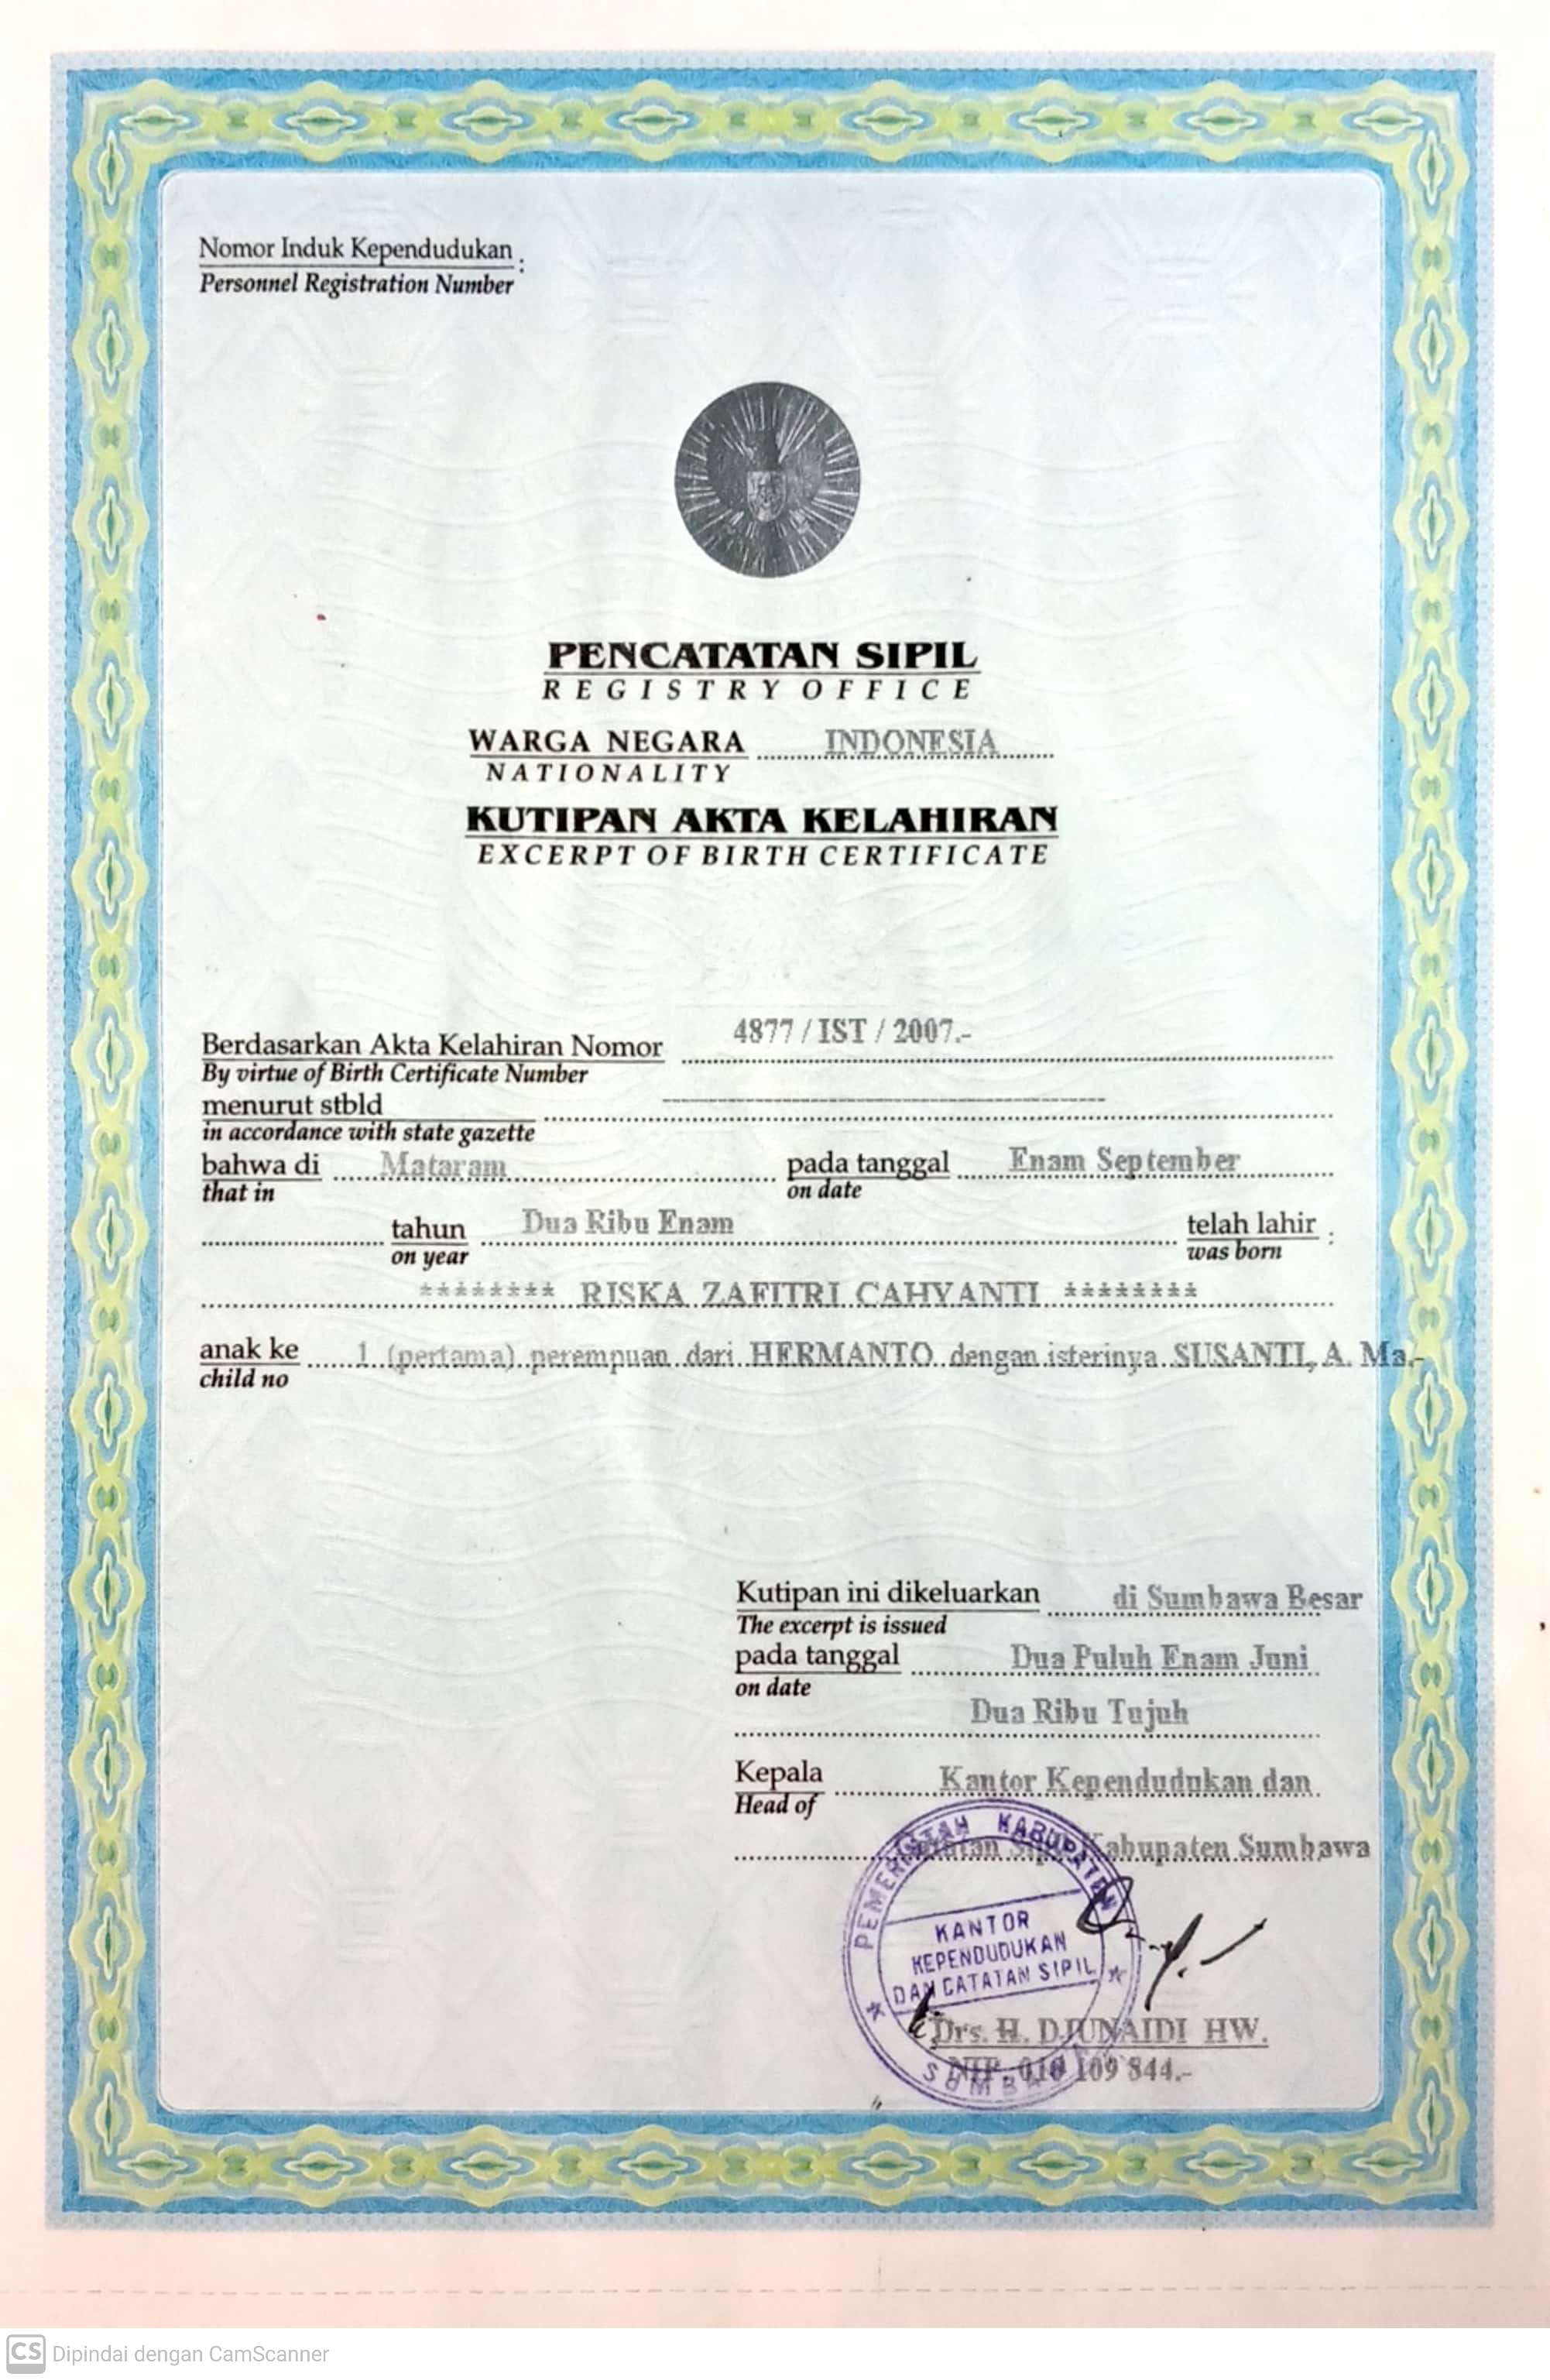 Nomor Induk Kependudukan :
Personnel Registration Number
PENCATATAN SIPIL
REGISTRY OFFICE
WARGA NEGARA ...... INDONESIA ......
NATIONALITY
KUTIPAN AKTA KELAHIRAN
EXCERPT OF BIRTH CERTIFICATE
Berdasarkan Akta Kelahiran Nomor 4877 / IST / 2007.-
By virtue of Birth Certificate Number
menurut stbld ----------------------------------------
in accordance with state gazette
bahwa di Mataram pada tanggal Enam September
that in on date
tahun Dua Ribu Enam telah lahir :
on year was born
******** RISKA ZAFITRI CAHYANTI ********
anak ke 1 (pertama) perempuan dari HERMANTO dengan isterinya SUSANTI, A. Ma.-
child no
Kutipan ini dikeluarkan di Sumbawa Besar
The excerpt is issued
pada tanggal Dua Puluh Enam Juni
on date
Dua Ribu Tujuh
Kepala Kantor Kependudukan dan
Head of
Catatan Sipil Kabupaten Sumbawa
PEMERINTAH KABUPATEN
KANTOR
KEPENDUDUKAN
DAN CATATAN SIPIL
SUMBAWA
Drs. H. DJUNAIDI HW.
NIP. 010 109 844.-
CS Dipindai dengan CamScanner